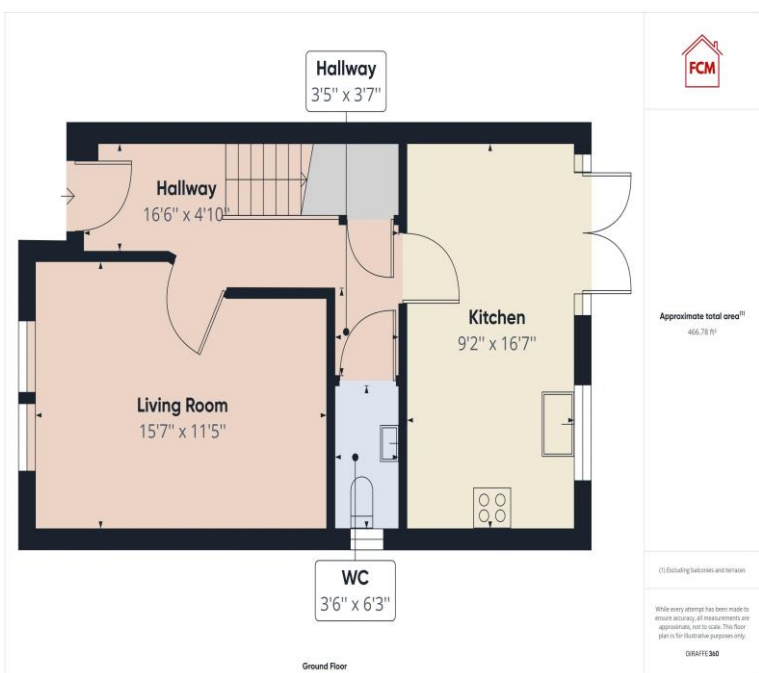 Hallway
3'5" x 3'7"
FCM
Hallway
16'6" x 4'10"
Kitchen
9'2" x 16'7"
Approximate total area(1)
466.78 ft²
Living Room
15'7" x 11'5"
WC
3'6" x 6'3"
(1) Excluding balconies and terraces
While every attempt has been made to
ensure accuracy, all measurements are
approximate, not to scale. This floor
plan is for illustrative purposes only.
GIRAFFE360
Ground Floor